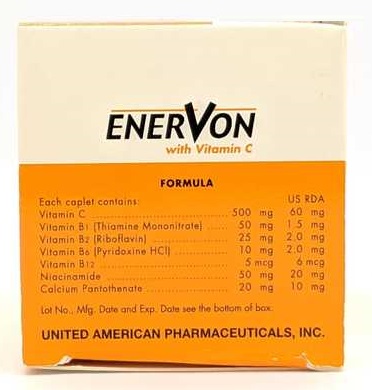 ENERVON
with Vitamin C
FORMULA
Each caplet contains: US RDA
Vitamin C 500 mg 60 mg
Vitamin B1 (Thiamine Mononitrate) 50 mg 1.5 mg
Vitamin B2 (Riboflavin) 25 mg 2.0 mg
Vitamin B6 (Pyridoxine HCl) 10 mg 2.0 mg
Vitamin B12 5 mcg 6 mcg
Niacinamide 50 mg 20 mg
Calcium Pantothenate 20 mg 10 mg
Lot No., Mfg. Date and Exp. Date see the bottom of box.
UNITED AMERICAN PHARMACEUTICALS, INC.